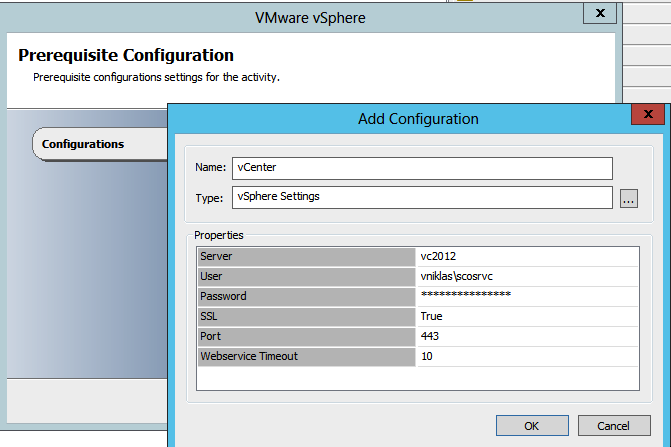 VMware vSphere
x
Prerequisite Configuration
Prerequisite configurations settings for the activity.
Configurations
Add Configuration
x
Name: vCenter
Type: vSphere Settings ...
Properties
Server vc2012
User vniklas\scosrvc
Password ***************
SSL True
Port 443
Webservice Timeout 10
OK Cancel